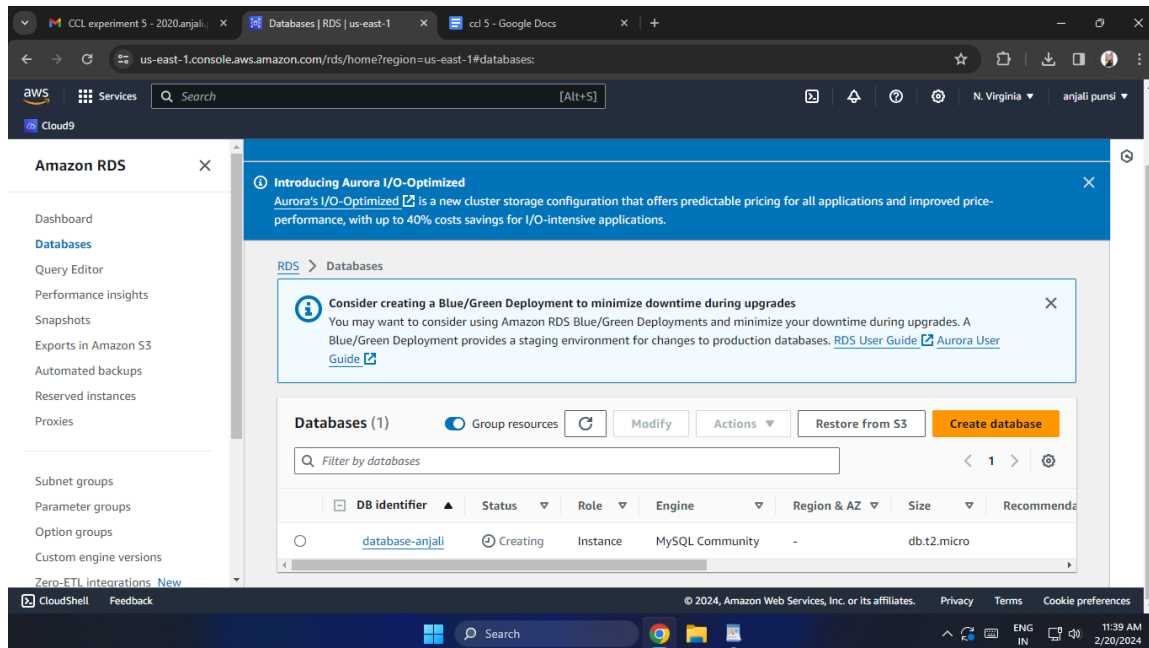 CCL experiment 5 - 2020.anjali.
Databases | RDS | us-east-1
ccl 5 - Google Docs
us-east-1.console.aws.amazon.com/rds/home?region=us-east-1#databases:
aws
Services
Search
[Alt+S]
N. Virginia
anjali punsi
Cloud9
Amazon RDS
Dashboard
Databases
Query Editor
Performance insights
Snapshots
Exports in Amazon S3
Automated backups
Reserved instances
Proxies
Subnet groups
Parameter groups
Option groups
Custom engine versions
Zero-ETL integrations New
Introducing Aurora I/O-Optimized
Aurora's I/O-Optimized is a new cluster storage configuration that offers predictable pricing for all applications and improved price-
performance, with up to 40% costs savings for I/O-intensive applications.
RDS > Databases
Consider creating a Blue/Green Deployment to minimize downtime during upgrades
You may want to consider using Amazon RDS Blue/Green Deployments and minimize your downtime during upgrades. A
Blue/Green Deployment provides a staging environment for changes to production databases. RDS User Guide Aurora User
Guide
Databases (1)
Group resources
Modify
Actions
Restore from S3
Create database
Filter by databases
1
DB identifier Status Role Engine Region & AZ Size Recommenda
database-anjali Creating Instance MySQL Community - db.t2.micro
CloudShell Feedback
© 2024, Amazon Web Services, Inc. or its affiliates. Privacy Terms Cookie preferences
Search
ENG
IN
11:39 AM
2/20/2024